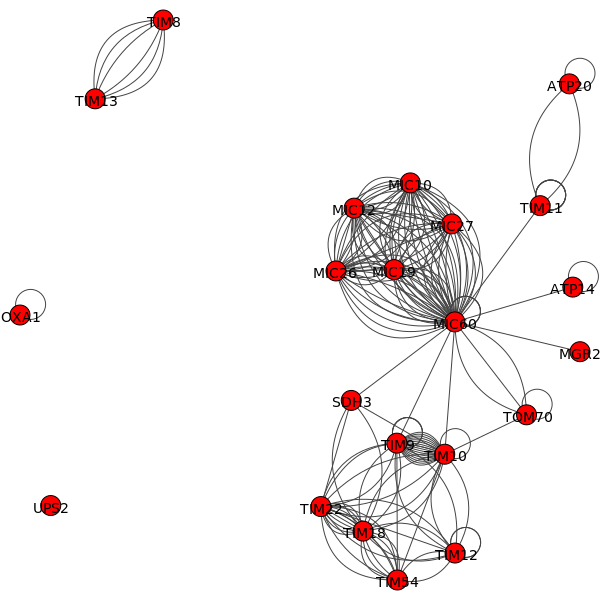 TIM8
ATP20
TIM13
MIC10
MIC12
TIM11
MIC27
MIC26
MIC19
ATP14
OXA1
MIC60
MGR2
SDH3
TOM70
TIM9
TIM10
UPS2
TIM22
TIM18
TIM12
TIM54